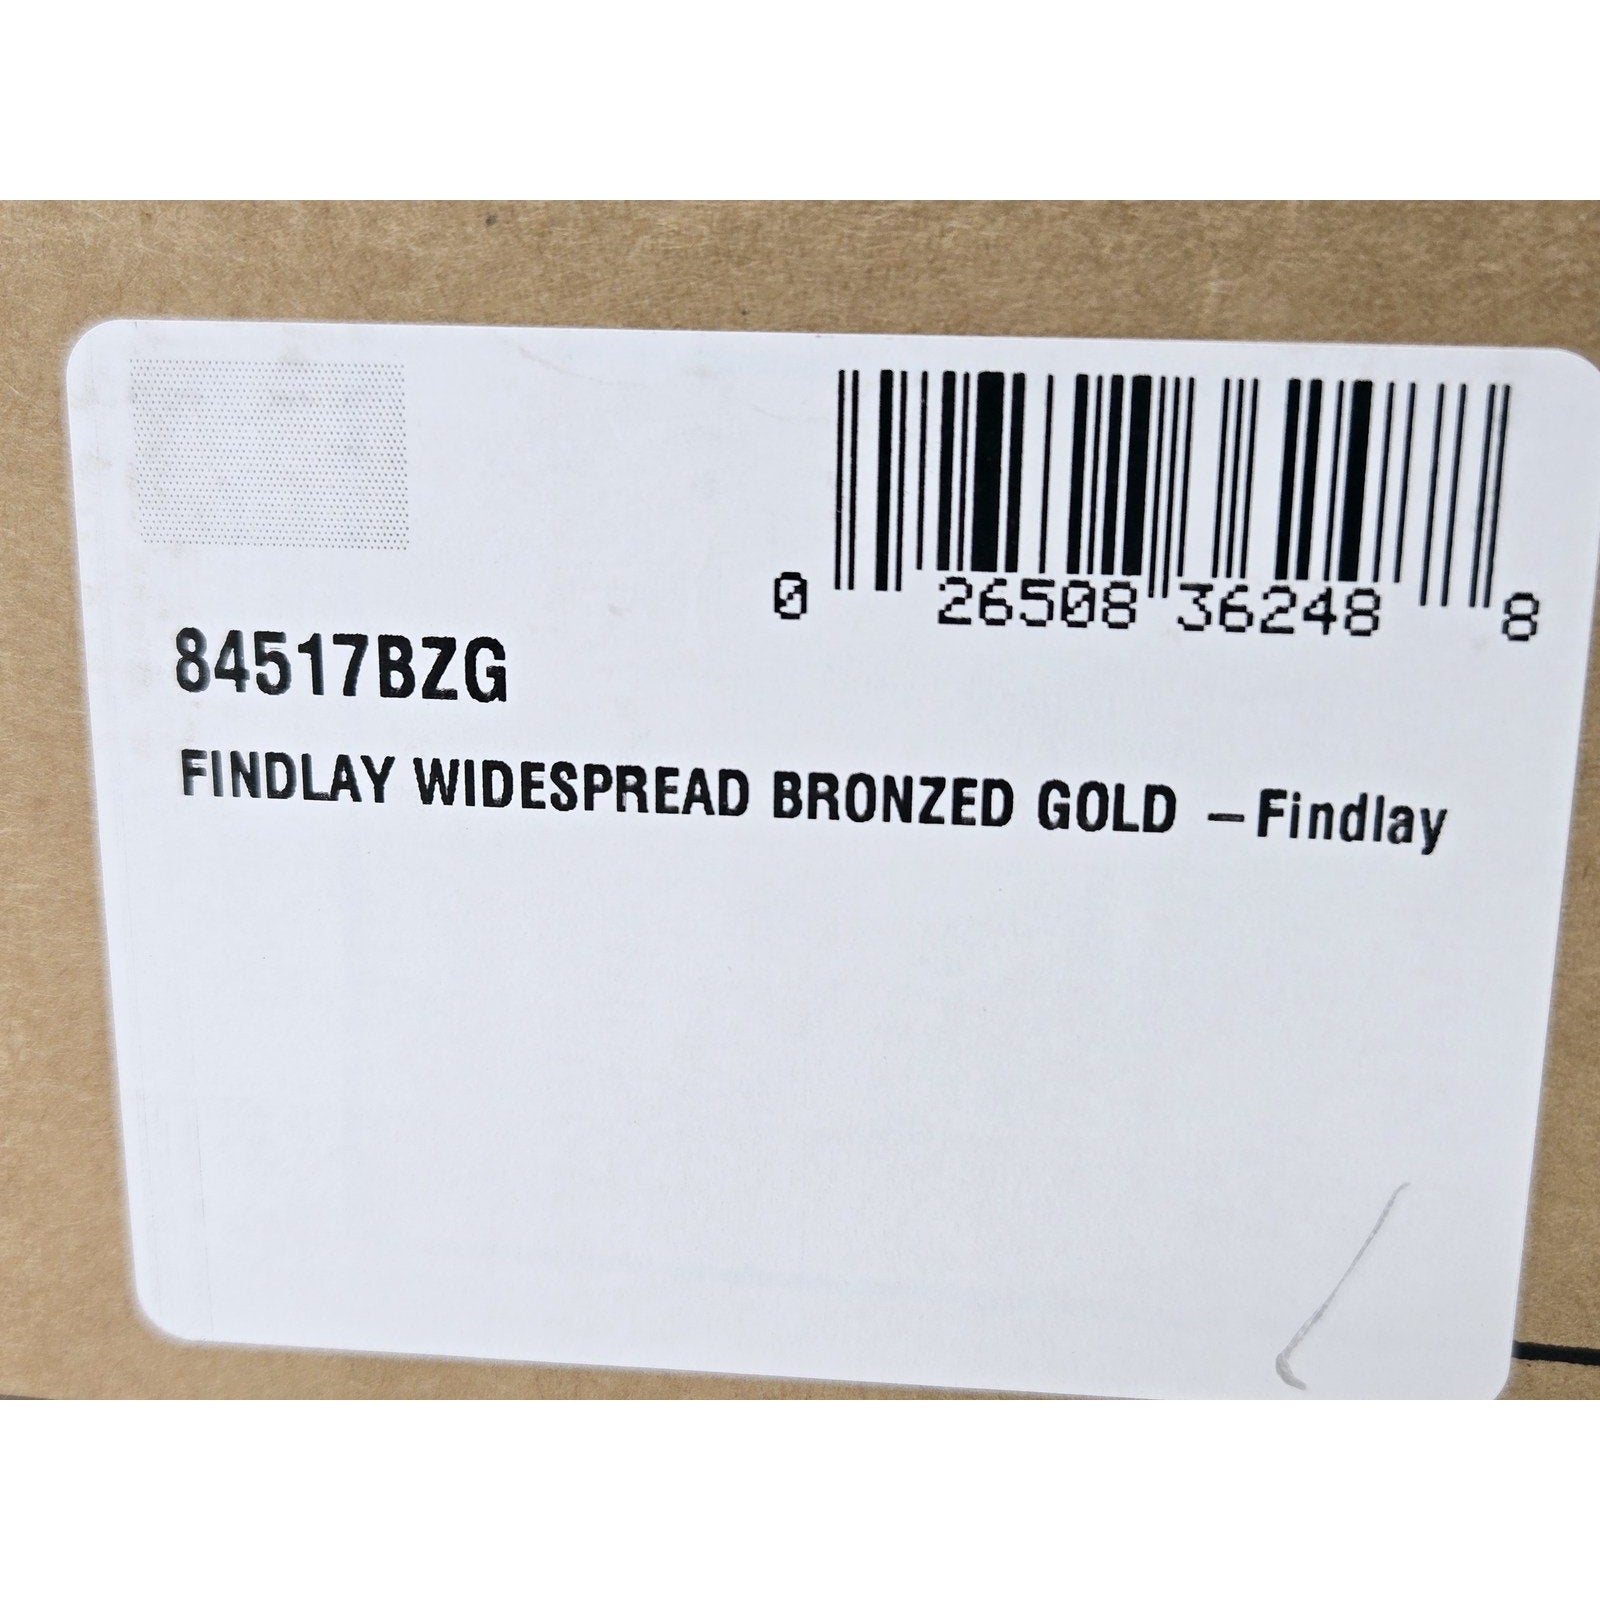 0 26508 36248 8
84517BZG
FINDLAY WIDESPREAD BRONZED GOLD –Findlay